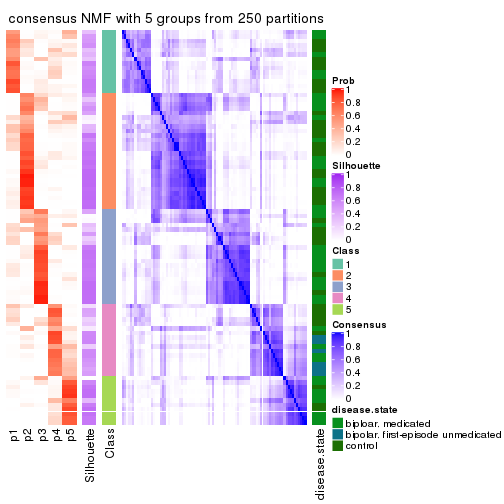 consensus NMF with 5 groups from 250 partitions
Prob
1
0.8
0.6
0.4
0.2
0
Silhouette
1
0.8
0.6
0.4
0.2
0
Class
1
2
3
4
5
Consensus
1
0.8
0.6
0.4
0.2
0
disease.state
biploar. medicated
bipolar. first-episode unmedicated
control
p1
p2
p3
p4
p5
Silhouette
Class
disease.state